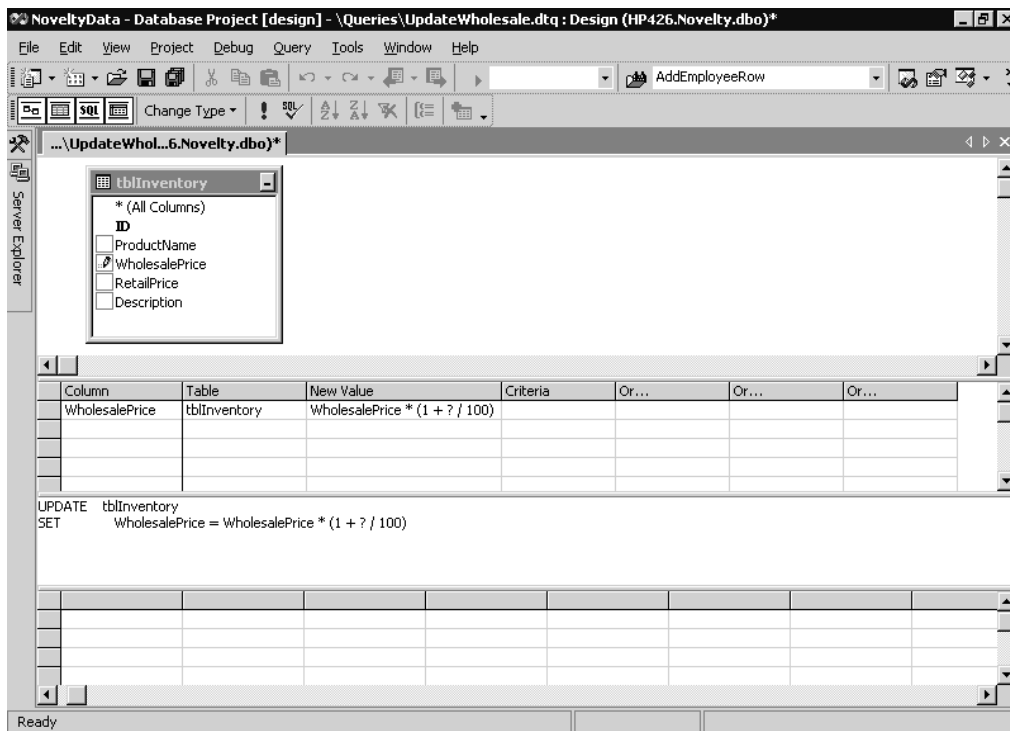 NoveltyData - Database Project [design] - \Queries\UpdateWholesale.dtq : Design (HP426.Novelty.dbo)*
File Edit View Project Debug Query Tools Window Help
AddEmployeeRow
SQL Change Type SQL
...\UpdateWhol...6.Novelty.dbo)*
Server Explorer
tblInventory
* (All Columns)
ID
ProductName
WholesalePrice
RetailPrice
Description
Column Table New Value Criteria Or... Or... Or...
WholesalePrice tblInventory WholesalePrice * (1 + ? / 100)
UPDATE tblInventory
SET WholesalePrice = WholesalePrice * (1 + ? / 100)
Ready